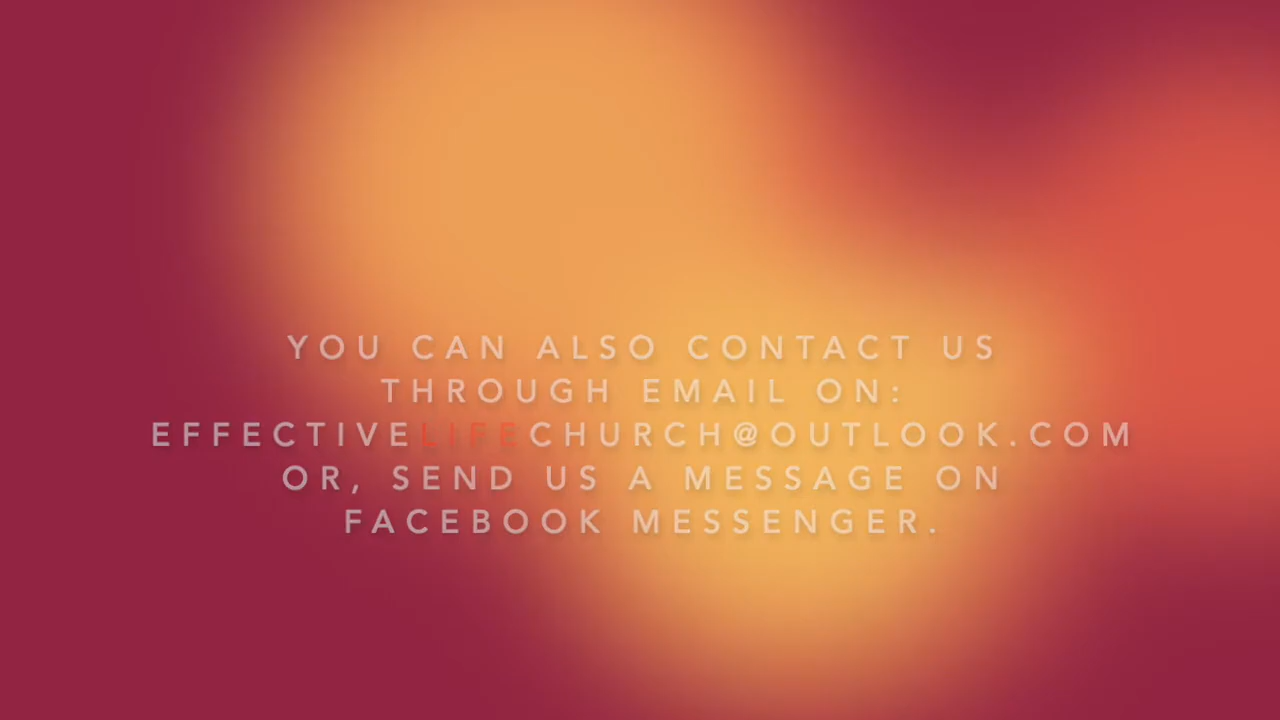 YOU CAN ALSO CONTACT US
THROUGH EMAIL ON:
EFFECTIVELIFECHURCH@OUTLOOK.COM
OR, SEND US A MESSAGE ON
FACEBOOK MESSENGER.